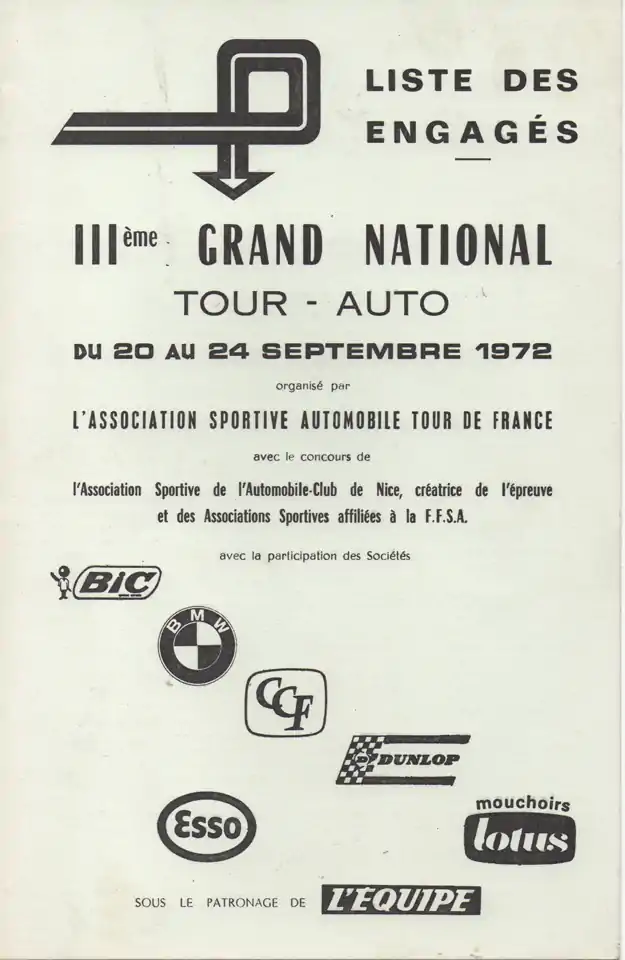 LISTE DES
ENGAGÉS
IIIème GRAND NATIONAL
TOUR - AUTO
DU 20 AU 24 SEPTEMBRE 1972
organisé par
L'ASSOCIATION SPORTIVE AUTOMOBILE TOUR DE FRANCE
avec le concours de
l'Association Sportive de l'Automobile-Club de Nice, créatrice de l'épreuve
et des Associations Sportives affiliées à la F.F.S.A.
avec la participation des Sociétés
BiC
BMW
CCF
D DUNLOP
Esso
mouchoirs
lotus
SOUS LE PATRONAGE DE L'EQUIPE